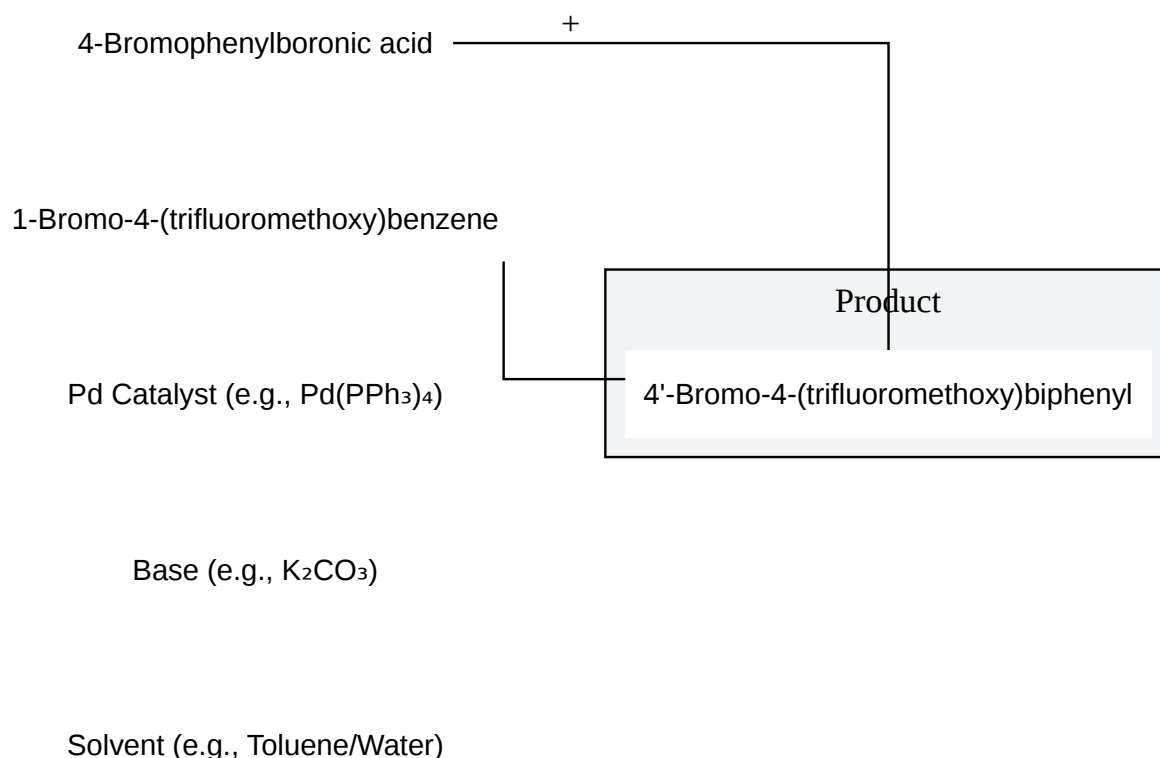 +
4-Bromophenylboronic acid
1-Bromo-4-(trifluoromethoxy)benzene
Product
Pd Catalyst (e.g., Pd(PPh₃)₄)
4'-Bromo-4-(trifluoromethoxy)biphenyl
Base (e.g., K₂CO₃)
Solvent (e.g., Toluene/Water)